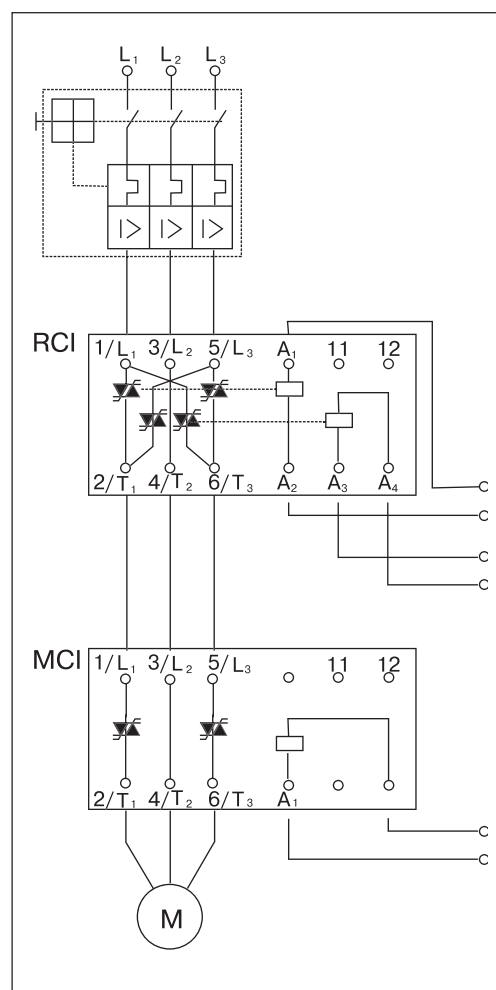 L₁ L₂ L₃
I> I> I>
RCI
1/L₁ 3/L₂ 5/L₃ A₁ 11 12
2/T₁ 4/T₂ 6/T₃ A₂ A₃ A₄
MCI
1/L₁ 3/L₂ 5/L₃ 11 12
2/T₁ 4/T₂ 6/T₃ A₁
M